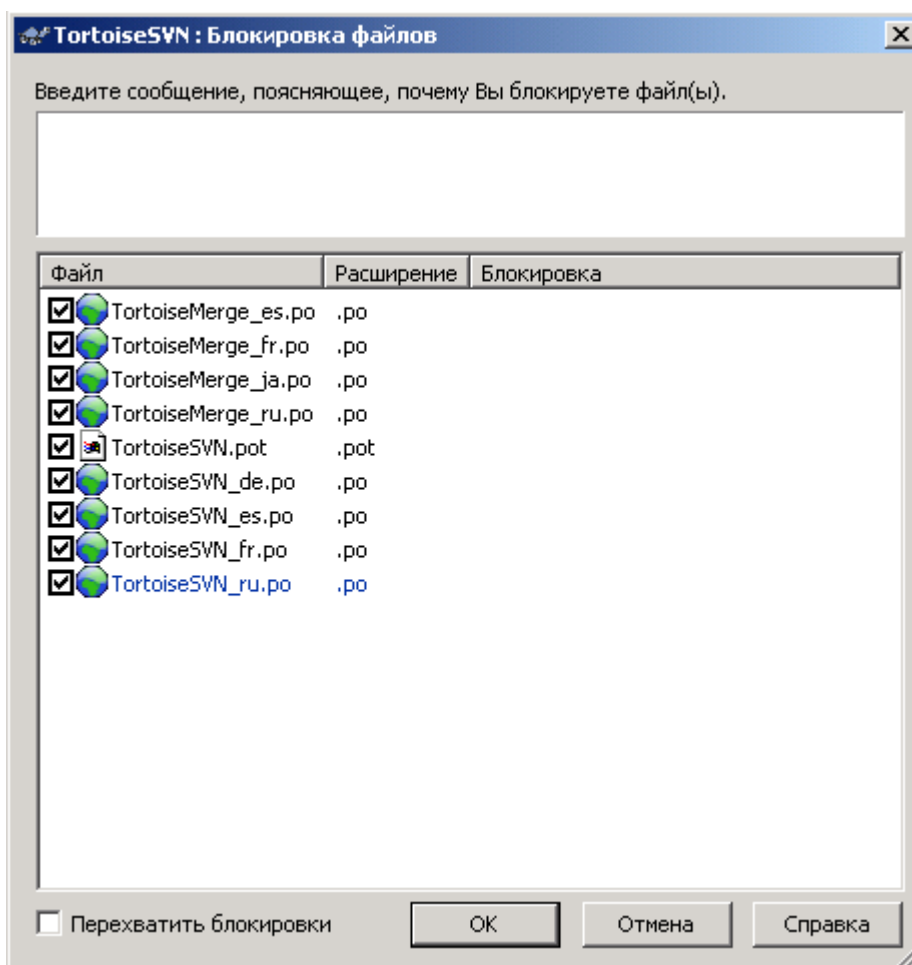 TortoiseSVN : Блокировка файлов
Введите сообщение, поясняющее, почему Вы блокируете файл(ы).
Файл Расширение Блокировка
TortoiseMerge_es.po .po
TortoiseMerge_fr.po .po
TortoiseMerge_ja.po .po
TortoiseMerge_ru.po .po
TortoiseSVN.pot .pot
TortoiseSVN_de.po .po
TortoiseSVN_es.po .po
TortoiseSVN_fr.po .po
TortoiseSVN_ru.po .po
Перехватить блокировки OK Отмена Справка